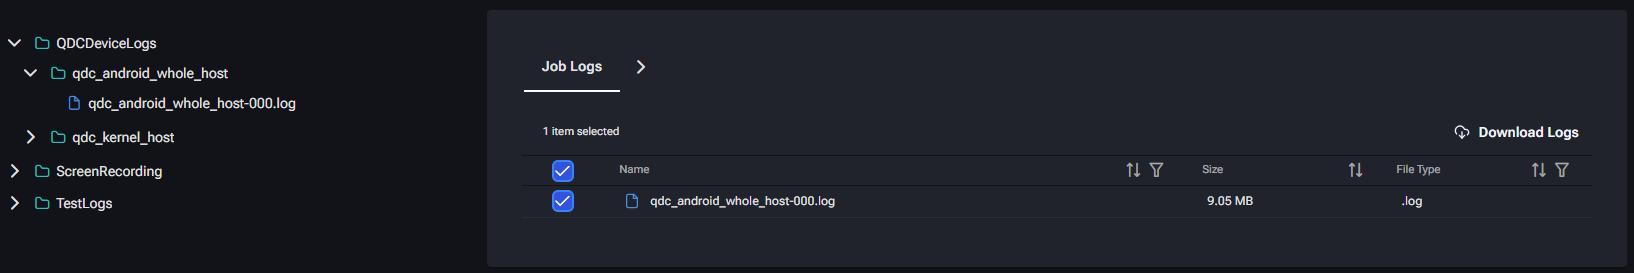 QDCDeviceLogs
qdc_android_whole_host
qdc_android_whole_host-000.log
qdc_kernel_host
ScreenRecording
TestLogs
Job Logs
1 item selected
Download Logs
Name Size File Type
qdc_android_whole_host-000.log 9.05 MB .log